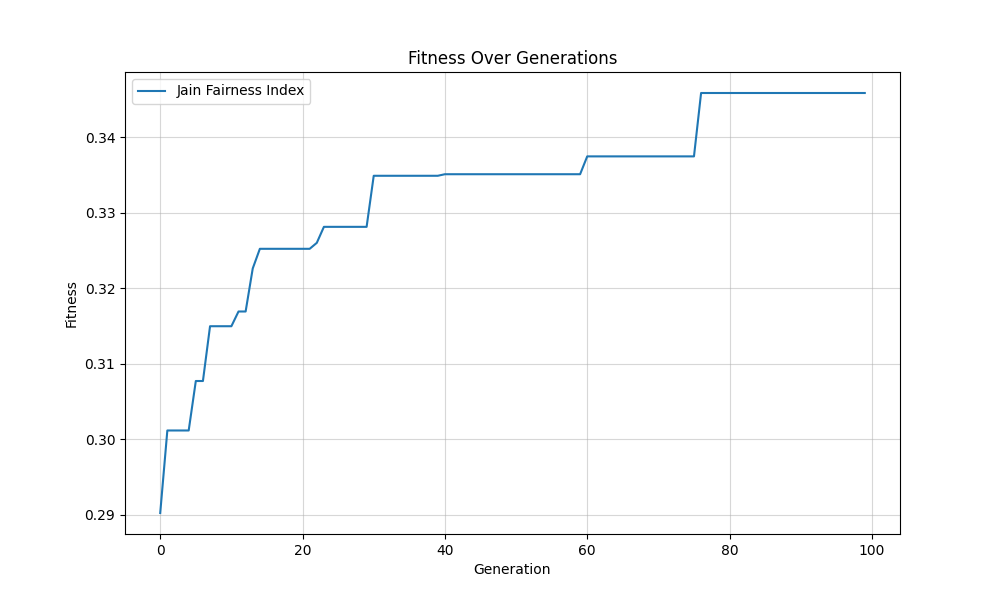 Fitness Over Generations
Jain Fairness Index
0.34
0.33
0.32
0.31
0.30
0.29
Fitness
0 20 40 60 80 100
Generation